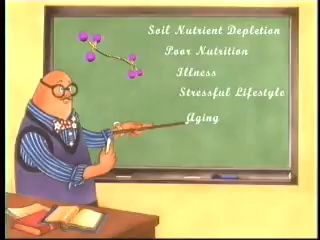 Soil Nutrient Depletion
Poor Nutrition
Illness
Stressful Lifestyle
Aging